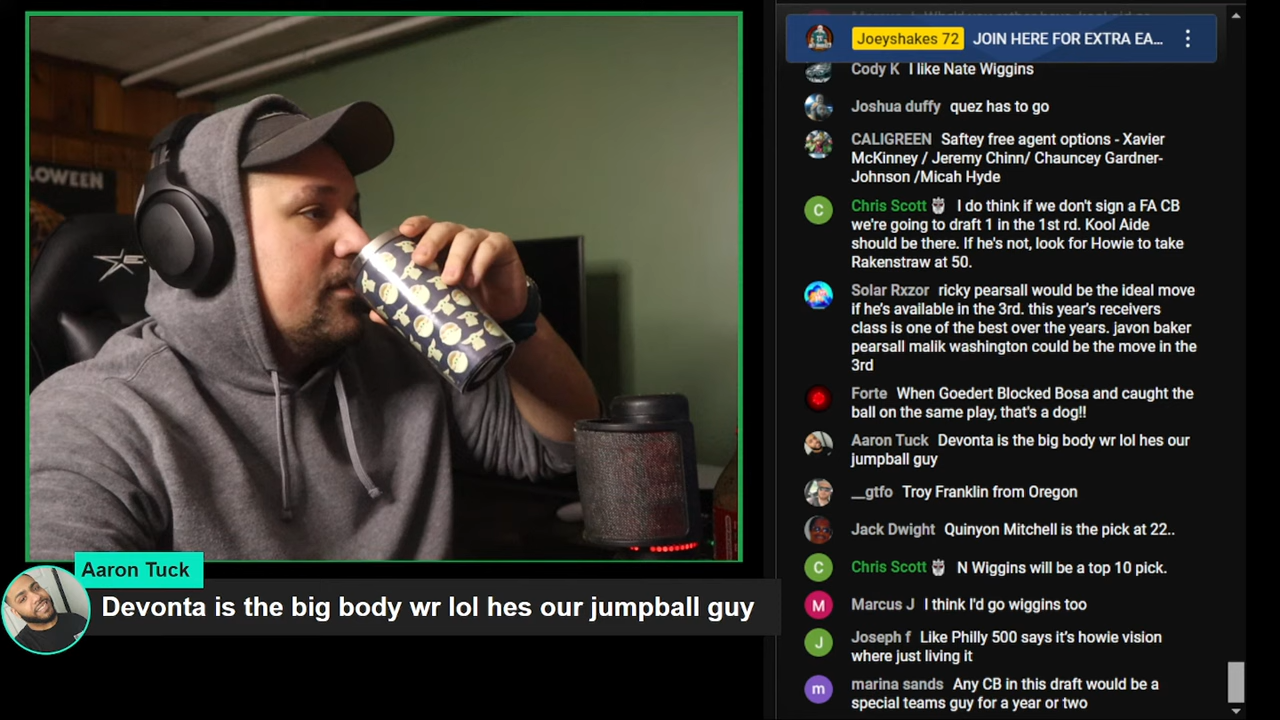 LOWEEN
Aaron Tuck
Devonta is the big body wr lol hes our jumpball guy
Joeyshakes 72 JOIN HERE FOR EXTRA EA...
Cody K I like Nate Wiggins
Joshua duffy quez has to go
CALIGREEN Saftey free agent options - Xavier
McKinney / Jeremy Chinn/ Chauncey Gardner-
Johnson /Micah Hyde
Chris Scott I do think if we don't sign a FA CB
we're going to draft 1 in the 1st rd. Kool Aide
should be there. If he's not, look for Howie to take
Rakenstraw at 50.
Solar Rxzor ricky pearsall would be the ideal move
if he's available in the 3rd. this year's receivers
class is one of the best over the years. javon baker
pearsall malik washington could be the move in the
3rd
Forte When Goedert Blocked Bosa and caught the
ball on the same play, that's a dog!!
Aaron Tuck Devonta is the big body wr lol hes our
jumpball guy
__gtfo Troy Franklin from Oregon
Jack Dwight Quinyon Mitchell is the pick at 22..
Chris Scott N Wiggins will be a top 10 pick.
Marcus J I think I'd go wiggins too
Joseph f Like Philly 500 says it's howie vision
where just living it
marina sands Any CB in this draft would be a
special teams guy for a year or two